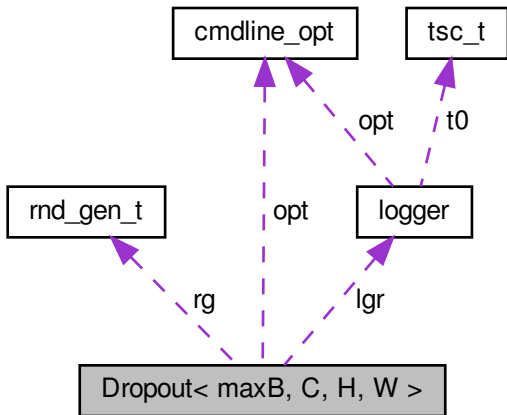 cmdline_opt
tsc_t
opt
t0
rnd_gen_t
opt
logger
rg
lgr
Dropout< maxB, C, H, W >